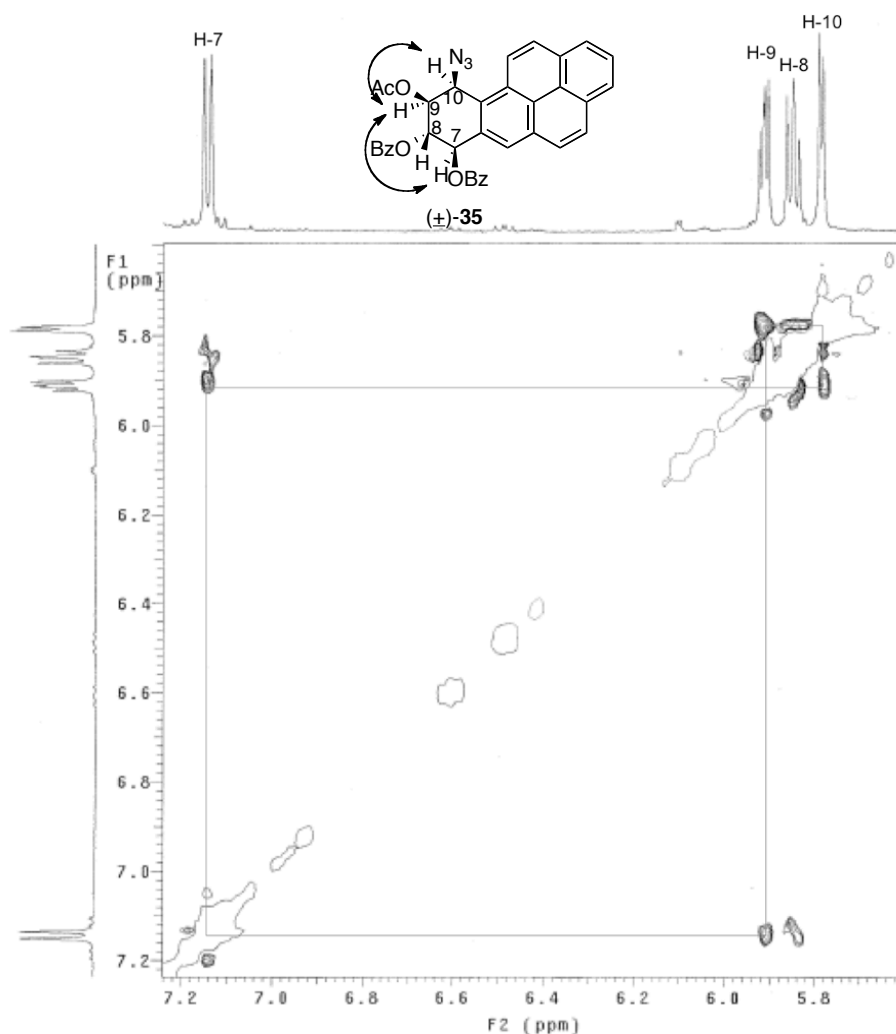 H-7
H-9
H-8
H-10
H
N₃
AcO
10
H
9
8
7
BzO
H
H
OBz
(±)-35
F1
(ppm)
5.8
6.0
6.2
6.4
6.6
6.8
7.0
7.2
7.2 7.0 6.8 6.6 6.4 6.2 6.0 5.8
F2 (ppm)